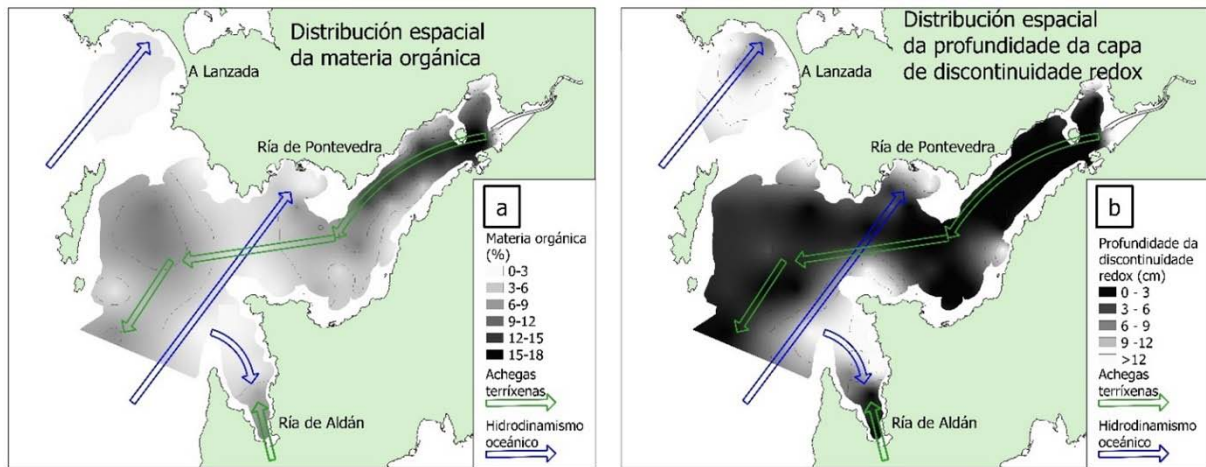 Distribución espacial
da materia orgánica
A Lanzada
Ría de Pontevedra
a
Materia orgánica
(%)
0-3
3-6
6-9
9-12
12-15
15-18
Achegas
terríxenas
Hidrodinamismo
oceánico
Ría de Aldán
Distribución espacial
da profundidade da capa
de discontinuidade redox
A Lanzada
Ría de Pontevedra
b
Profundidade da
discontinuidade
redox (cm)
0 - 3
3 - 6
6 - 9
9 -12
>12
Achegas
terríxenas
Hidrodinamismo
oceánico
Ría de Aldán